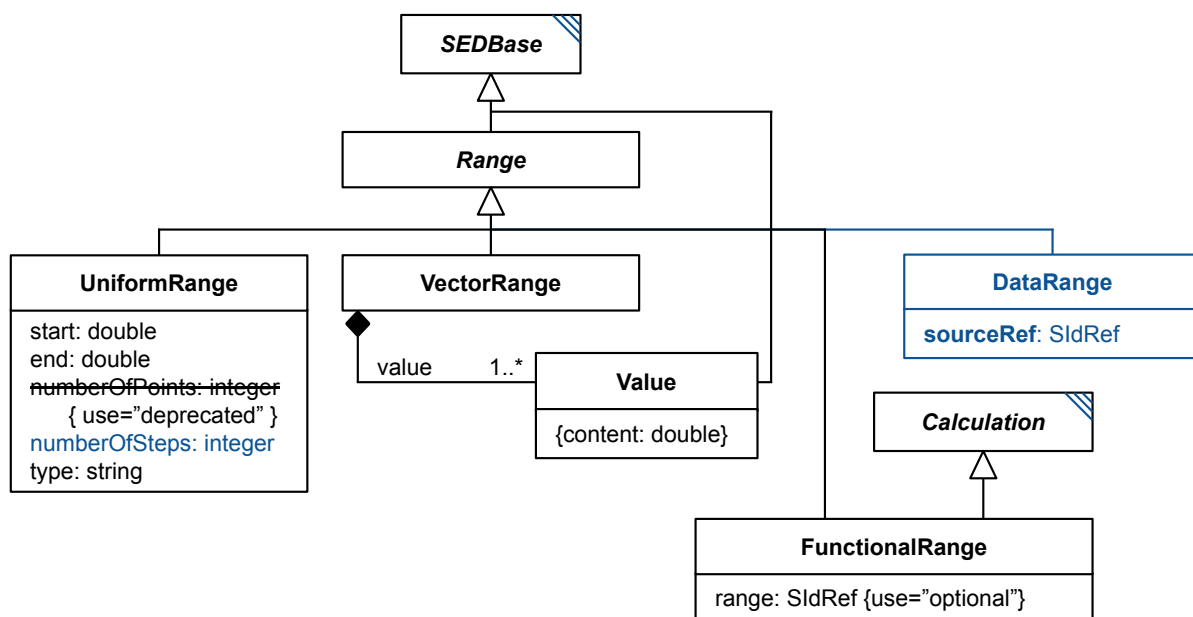 SEDBase
Range
UniformRange
start: double
end: double
numberOfPoints: integer
{ use=”deprecated” }
numberOfSteps: integer
type: string
VectorRange
value 1..*
Value
{content: double}
DataRange
sourceRef: SIdRef
Calculation
FunctionalRange
range: SIdRef {use=”optional”}